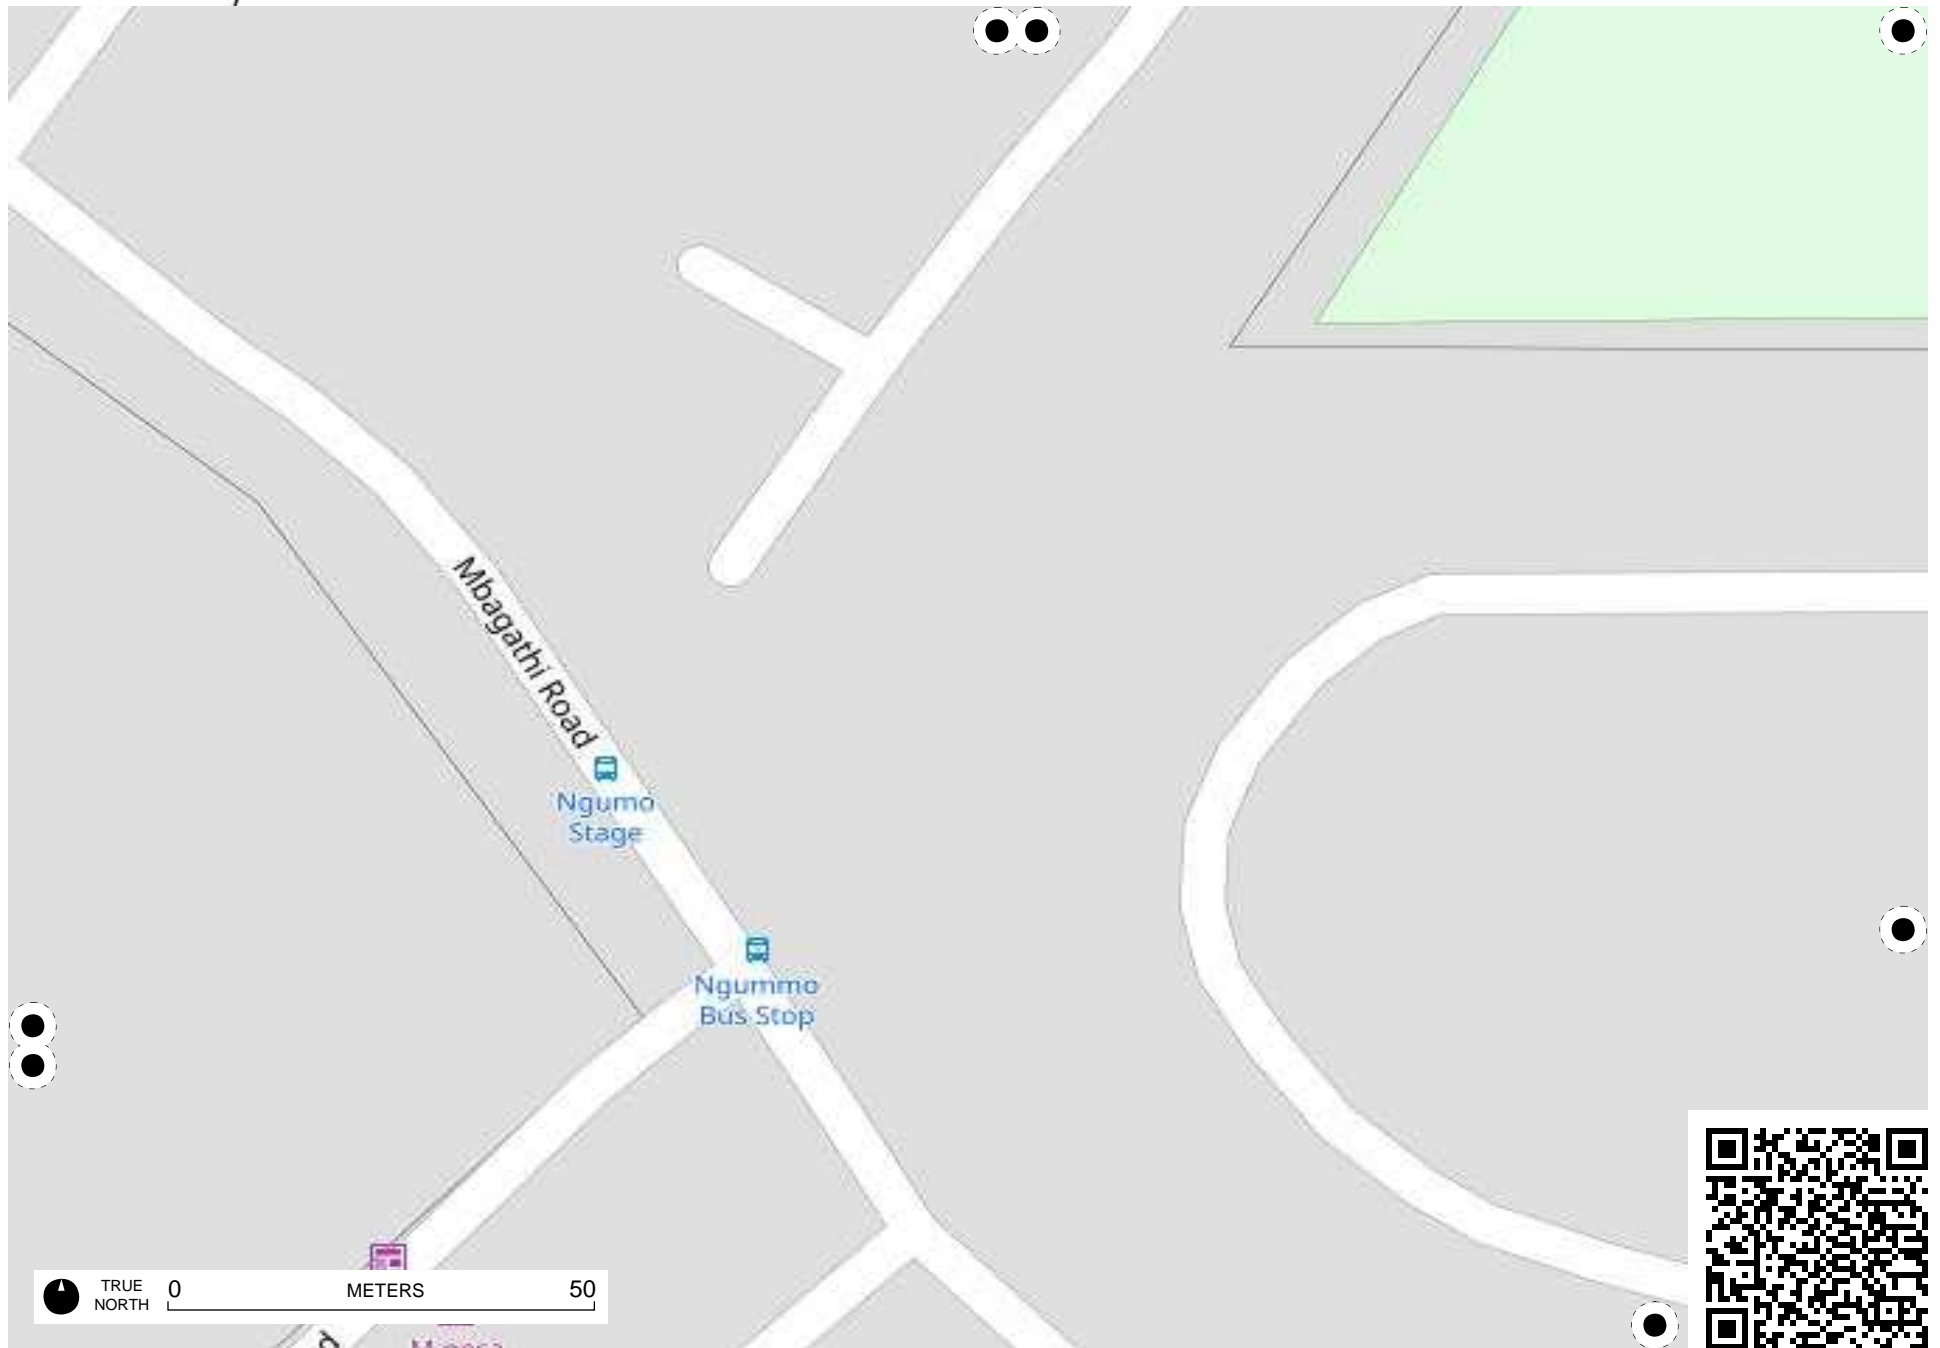 Mbagathi Road
Ngumo
Stage
Ngummo
Bus Stop
TRUE
NORTH
0
METERS
50